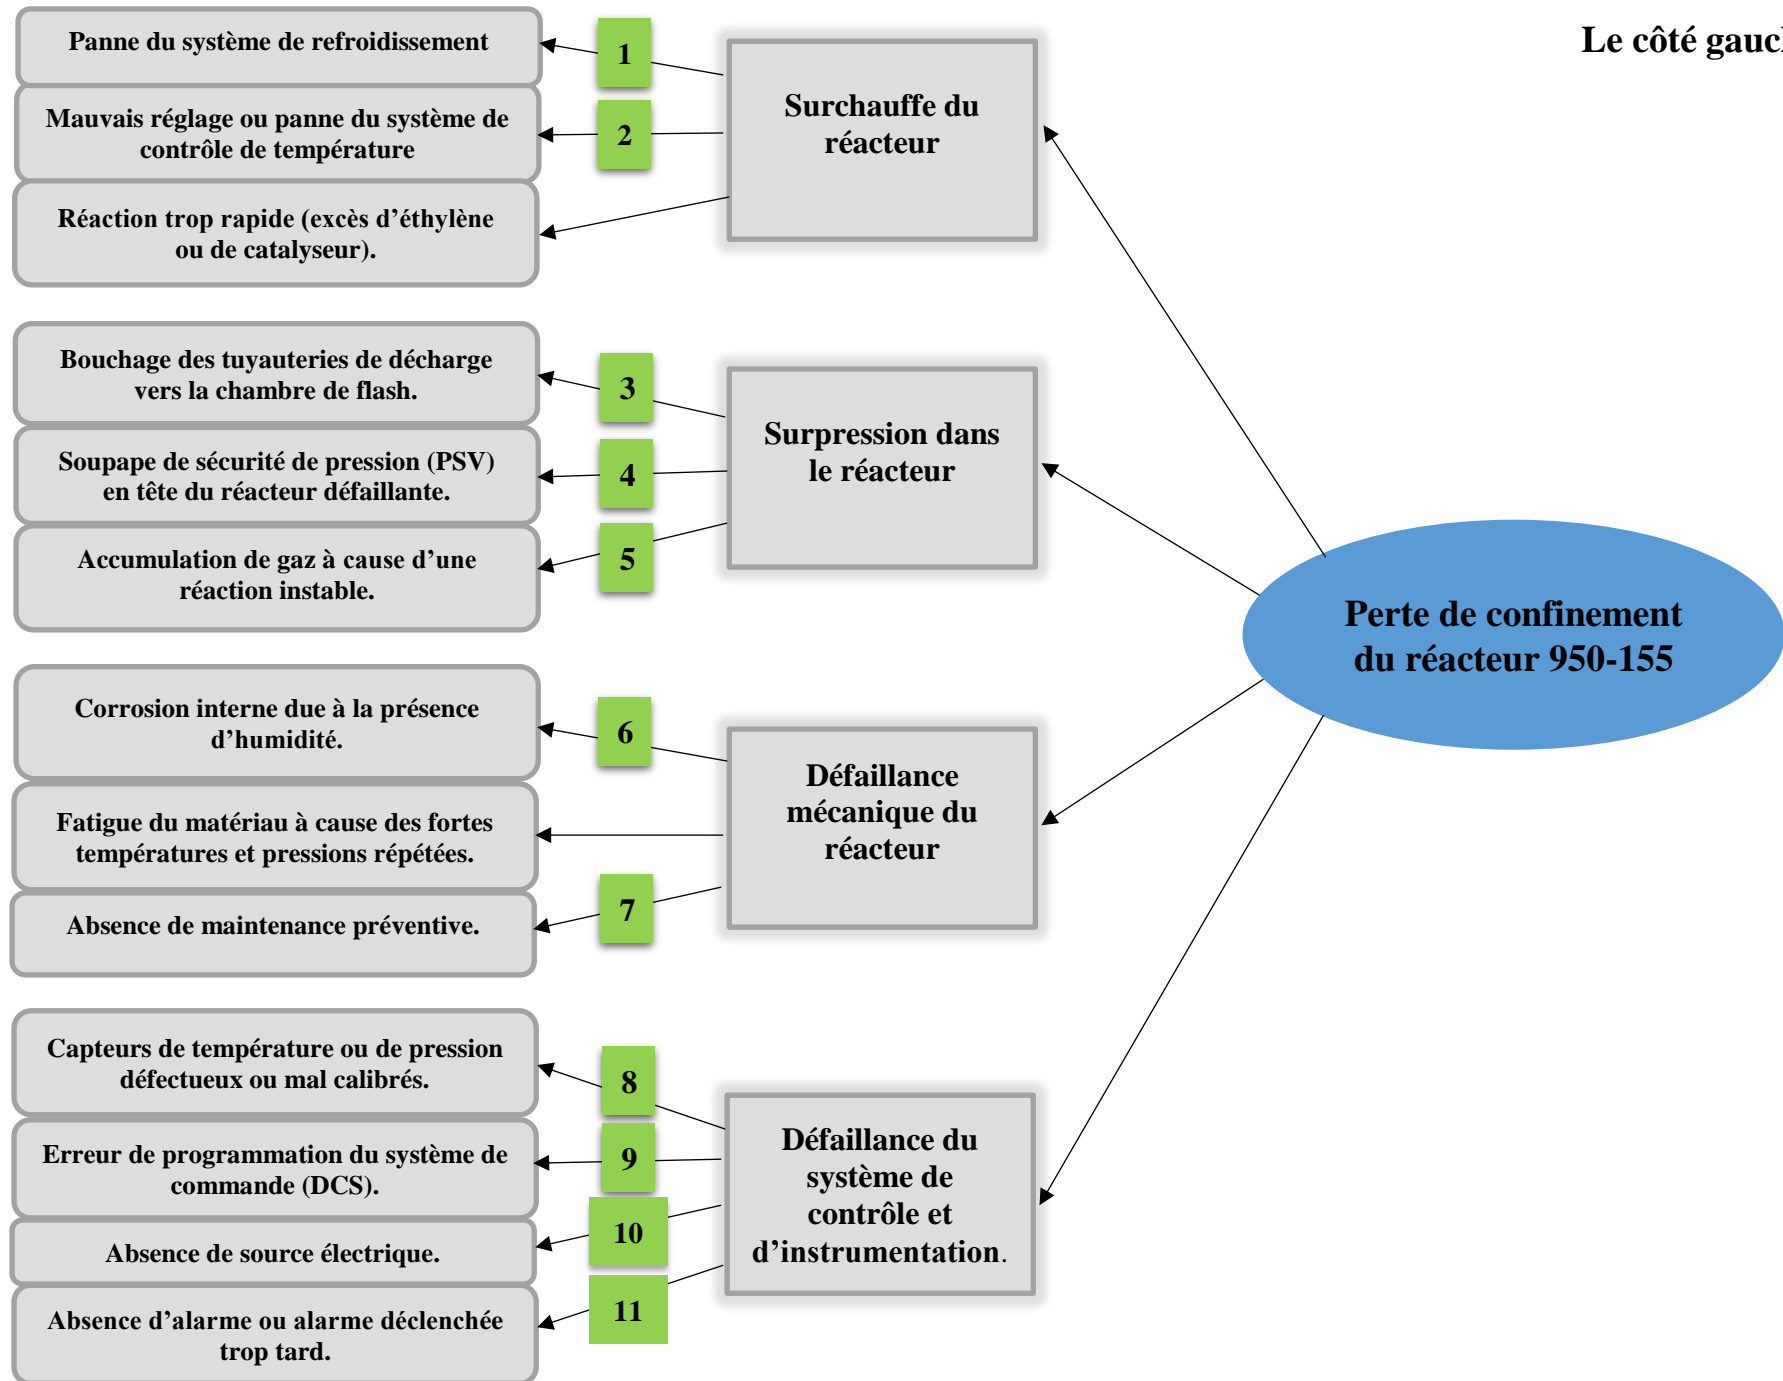 Le côté gauc
Panne du système de refroidissement
1
Mauvais réglage ou panne du système de
contrôle de température
2
Réaction trop rapide (excès d’éthylène
ou de catalyseur).
Surchauffe du
réacteur
Bouchage des tuyauteries de décharge
vers la chambre de flash.
3
Soupape de sécurité de pression (PSV)
en tête du réacteur défaillante.
4
Accumulation de gaz à cause d’une
réaction instable.
5
Surpression dans
le réacteur
Perte de confinement
du réacteur 950-155
Corrosion interne due à la présence
d’humidité.
6
Fatigue du matériau à cause des fortes
températures et pressions répétées.
Absence de maintenance préventive.
7
Défaillance
mécanique du
réacteur
Capteurs de température ou de pression
défectueux ou mal calibrés.
8
Erreur de programmation du système de
commande (DCS).
9
Absence de source électrique.
10
Absence d’alarme ou alarme déclenchée
trop tard.
11
Défaillance du
système de
contrôle et
d’instrumentation.